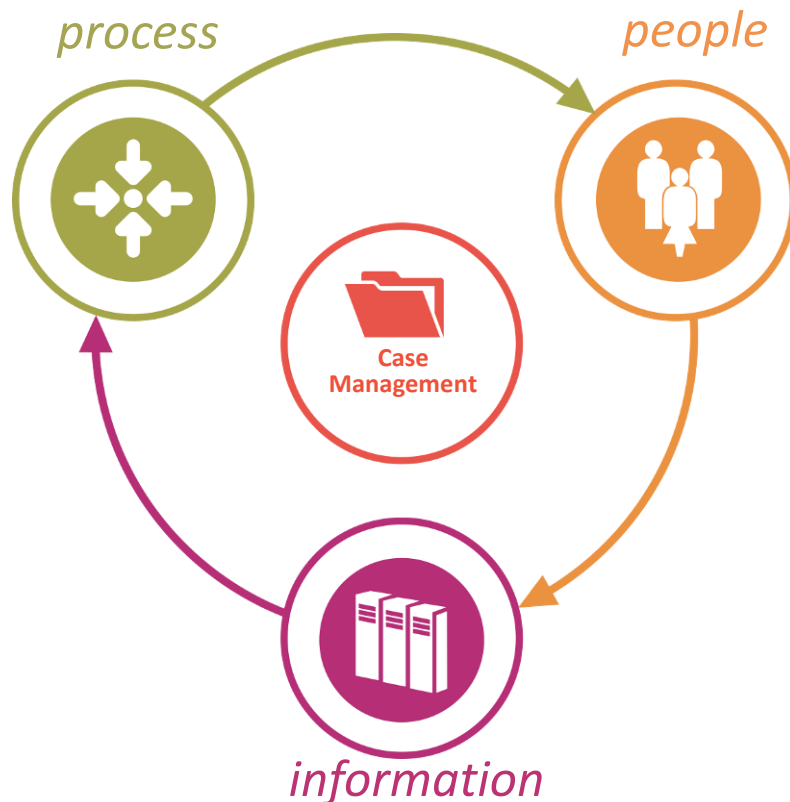 process
people
Case
Management
information